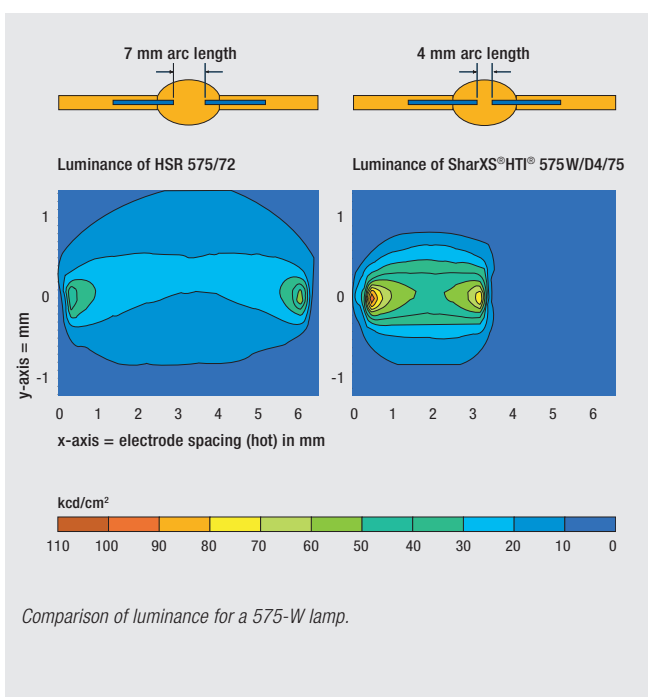 7 mm arc length
4 mm arc length
Luminance of HSR 575/72
Luminance of SharXS®HTI® 575 W/D4/75
y-axis = mm
1
0
-1
0 1 2 3 4 5 6
1
0
-1
0 1 2 3 4 5 6
x-axis = electrode spacing (hot) in mm
kcd/cm²
110 100 90 80 70 60 50 40 30 20 10 0
Comparison of luminance for a 575-W lamp.